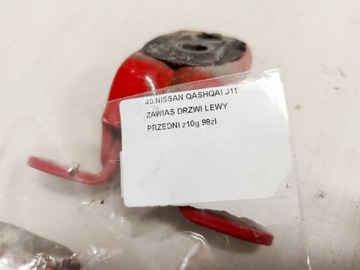 40.NISSAN QASHQAI J11
ZAWIAS DRZWI LEWY
PRZEDNI z10g 99zl